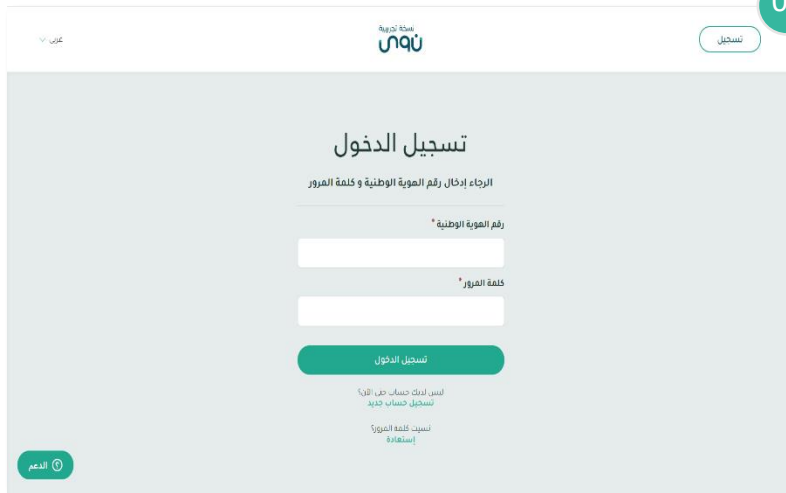 تسجيل
نسخة تجريبية
نوى
عربي
تسجيل الدخول
الرجاء إدخال رقم الهوية الوطنية و كلمة المرور
رقم الهوية الوطنية *
كلمة المرور *
تسجيل الدخول
ليس لديك حساب حتى الآن؟
تسجيل حساب جديد
نسيت كلمة المرور؟
إستعادة
الدعم